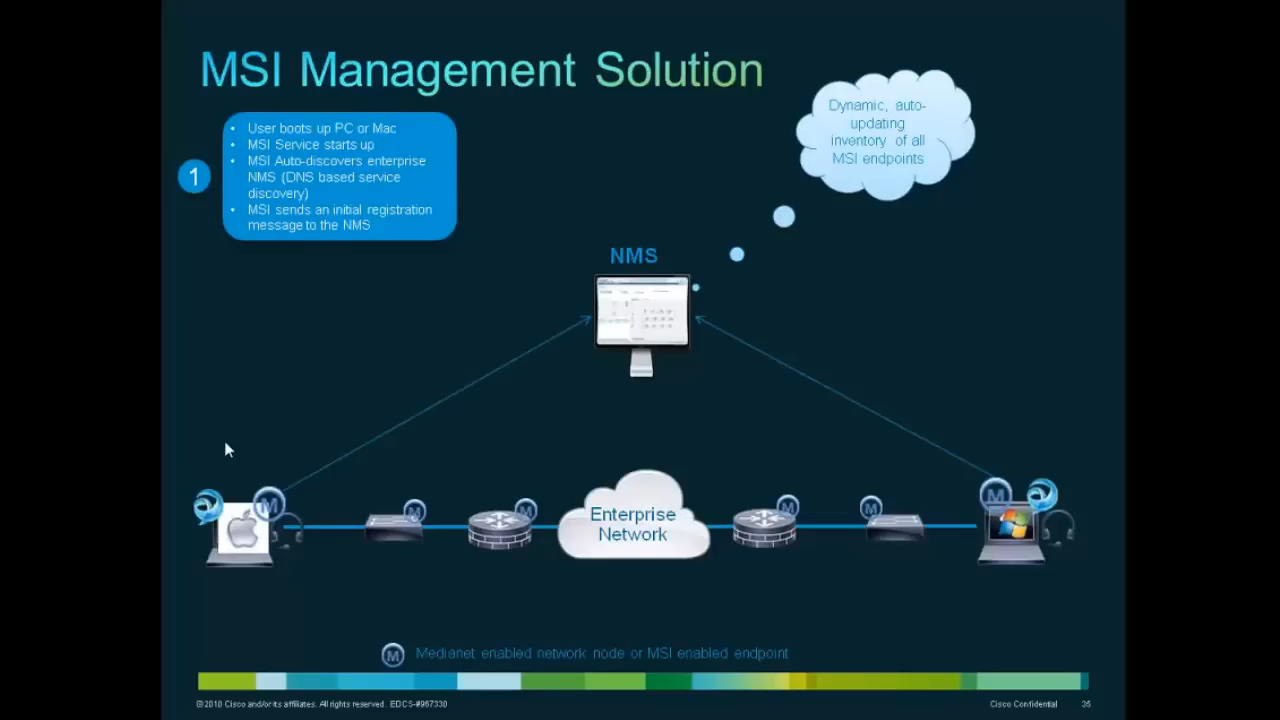 MSI Management Solution
Dynamic, auto-
updating
inventory of all
MSI endpoints
1
• User boots up PC or Mac
• MSI Service starts up
• MSI Auto-discovers enterprise
NMS (DNS based service
discovery)
• MSI sends an initial registration
message to the NMS
NMS
M
M
M
M
M
M
Enterprise
Network
M Medianet enabled network node or MSI enabled endpoint
© 2010 Cisco and/or its affiliates. All rights reserved. EDCS-#967330
Cisco Confidential
35